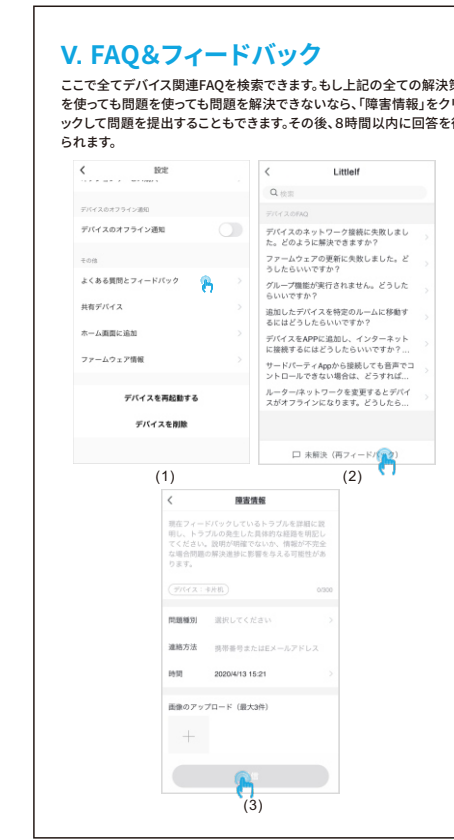 V. FAQ&フィードバック
ここで全てデバイス関連FAQを検索できます。もし上記の全ての解決策
を使っても問題を使っても問題を解決できないなら、「障害情報」をクリ
ックして問題を提出することもできます。その後、8時間以内に回答を得
られます。
設定
デバイスのオフライン通知
デバイスのオフライン通知
その他
よくある質問とフィードバック
共有デバイス
ホーム画面に追加
ファームウェア情報
デバイスを再起動する
デバイスを削除
(1)
Littlelf
検索
デバイスのFAQ
デバイスのネットワーク接続に失敗しまし
た。どのように解決できますか？
ファームウェアの更新に失敗しました。ど
うしたらいいですか？
グループ機能が実行されません。どうした
らいいですか？
追加したデバイスを特定のルームに移動す
るにはどうしたらいいですか？
デバイスをAPPに追加し、インターネット
に接続するにはどうしたらいいですか？...
サードパーティAppから接続しても音声でコ
ントロールできない場合は、どうすれば...
ルーター/ネットワークを変更するとデバイ
スがオフラインになります。どうしたら...
未解決（再フィードバック）
(2)
障害情報
現在フィードバックしているトラブルを詳細に説
明し、トラブルの発生した具体的な経路を明記し
てください。説明が明確でないか、情報が不完全
な場合問題の解決進捗に影響を与える可能性があ
ります。
デバイス：卡片机
0/300
問題種別 選択してください
連絡方法 携帯番号またはEメールアドレス
時間 2020/4/13 15:21
画像のアップロード（最大3件）
(3)